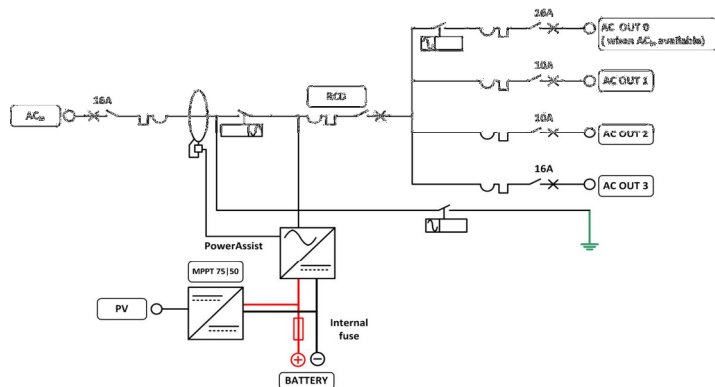 16A
AC OUT 0
( when ACin available)
10A
AC OUT 1
RCD
16A
ACin
10A
AC OUT 2
16A
AC OUT 3
PowerAssist
MPPT 75|50
PV
Internal
fuse
+
−
BATTERY